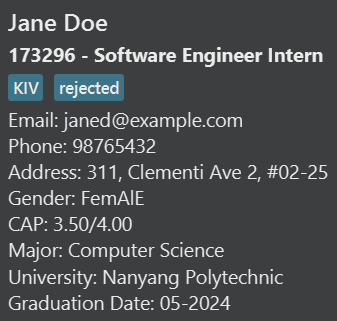 Jane Doe
173296 - Software Engineer Intern
KIV rejected
Email: janed@example.com
Phone: 98765432
Address: 311, Clementi Ave 2, #02-25
Gender: FemAlE
CAP: 3.50/4.00
Major: Computer Science
University: Nanyang Polytechnic
Graduation Date: 05-2024